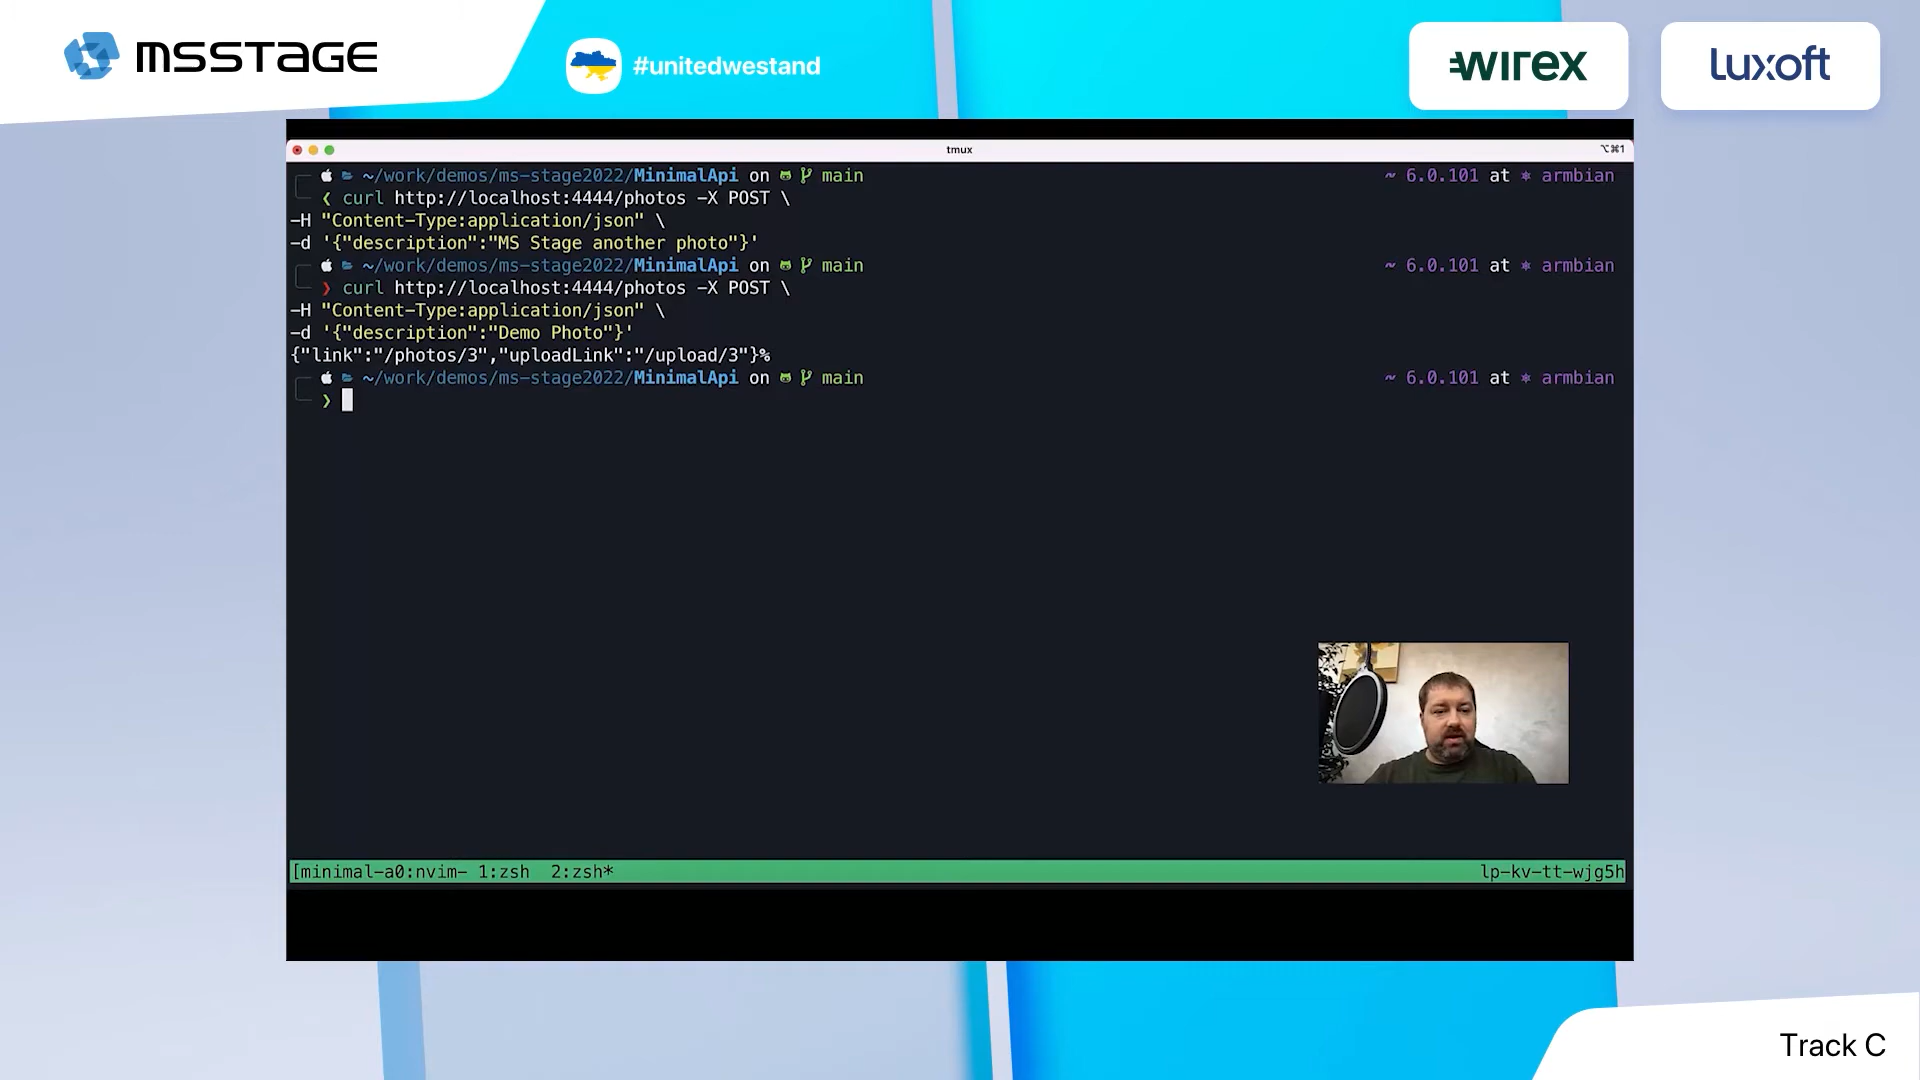 MSSTAGE
#unitedwestand
wirex
luxoft
tmux
⌥⌘1
~/work/demos/ms-stage2022/MinimalApi on main ~ 6.0.101 at armbian
❮ curl http://localhost:4444/photos -X POST \
-H "Content-Type:application/json" \
-d '{"description":"MS Stage another photo"}'
~/work/demos/ms-stage2022/MinimalApi on main ~ 6.0.101 at armbian
❯ curl http://localhost:4444/photos -X POST \
-H "Content-Type:application/json" \
-d '{"description":"Demo Photo"}'
{"link":"/photos/3","uploadLink":"/upload/3"}%
~/work/demos/ms-stage2022/MinimalApi on main ~ 6.0.101 at armbian
❯
[minimal-a0:nvim- 1:zsh 2:zsh* lp-kv-tt-wjg5h
Track C